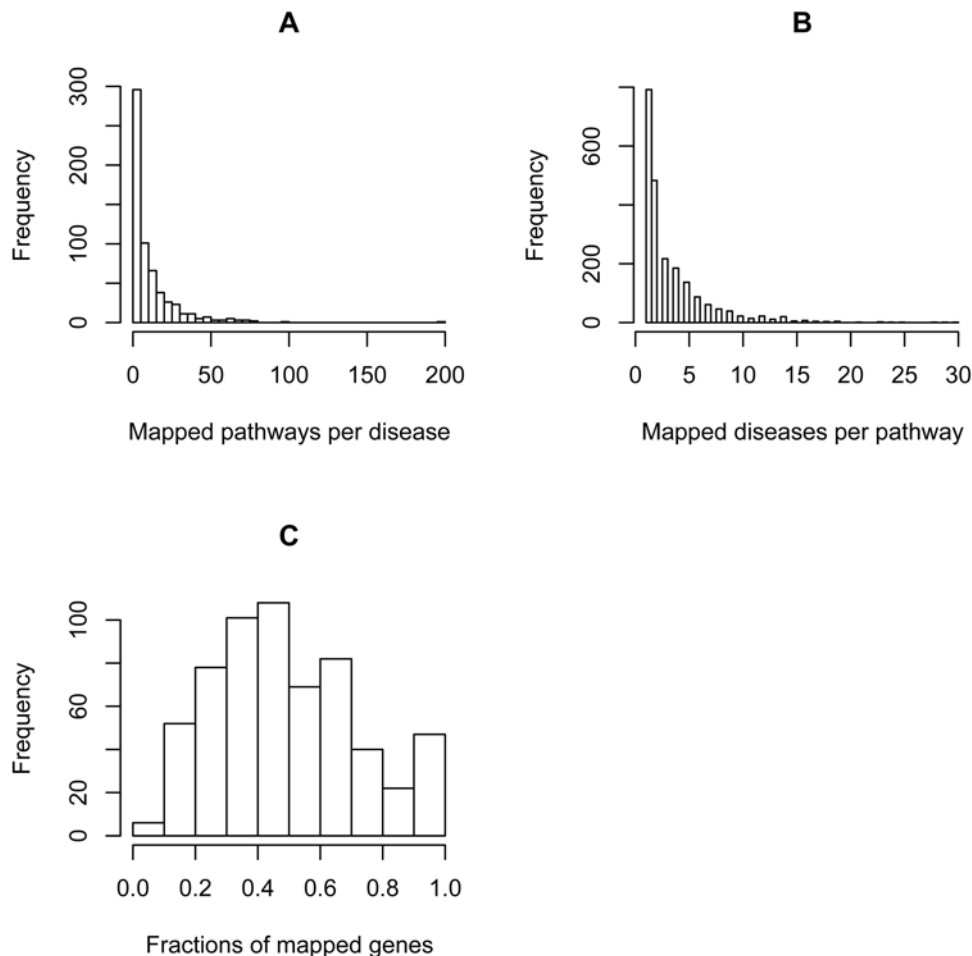 A
Frequency
0
100
200
300
0 50 100 150 200
Mapped pathways per disease
B
Frequency
0
200
600
0 5 10 15 20 25 30
Mapped diseases per pathway
C
Frequency
0
20
60
100
0.0 0.2 0.4 0.6 0.8 1.0
Fractions of mapped genes